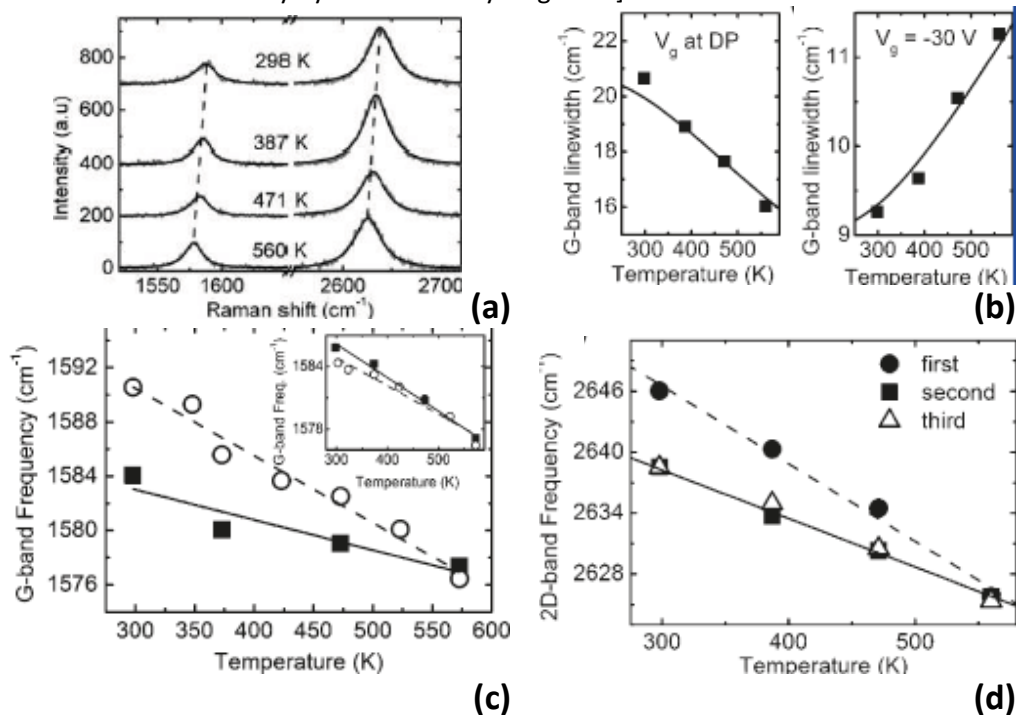 800
600
400
200
0
Intensity (a.u)
298 K
387 K
471 K
560 K
1550
1600
2600
2700
Raman shift (cm⁻¹)
(a)
22
20
18
16
G-band linewidth (cm⁻¹)
V_g at DP
300
400
500
Temperature (K)
b)
11
10
9
G-band linewidth (cm⁻¹)
V_g = -30 V
300
400
500
Temperature (K)
(b)
1592
1588
1584
1580
1576
G-band Frequency (cm⁻¹)
1584
1578
G-band Freq. (cm⁻¹)
300
400
500
Temperature (K)
300
350
400
450
500
550
600
Temperature (K)
(c)
2646
2640
2634
2628
2D-band Frequency
first
second
third
300
400
500
Temperature (K)
(d)